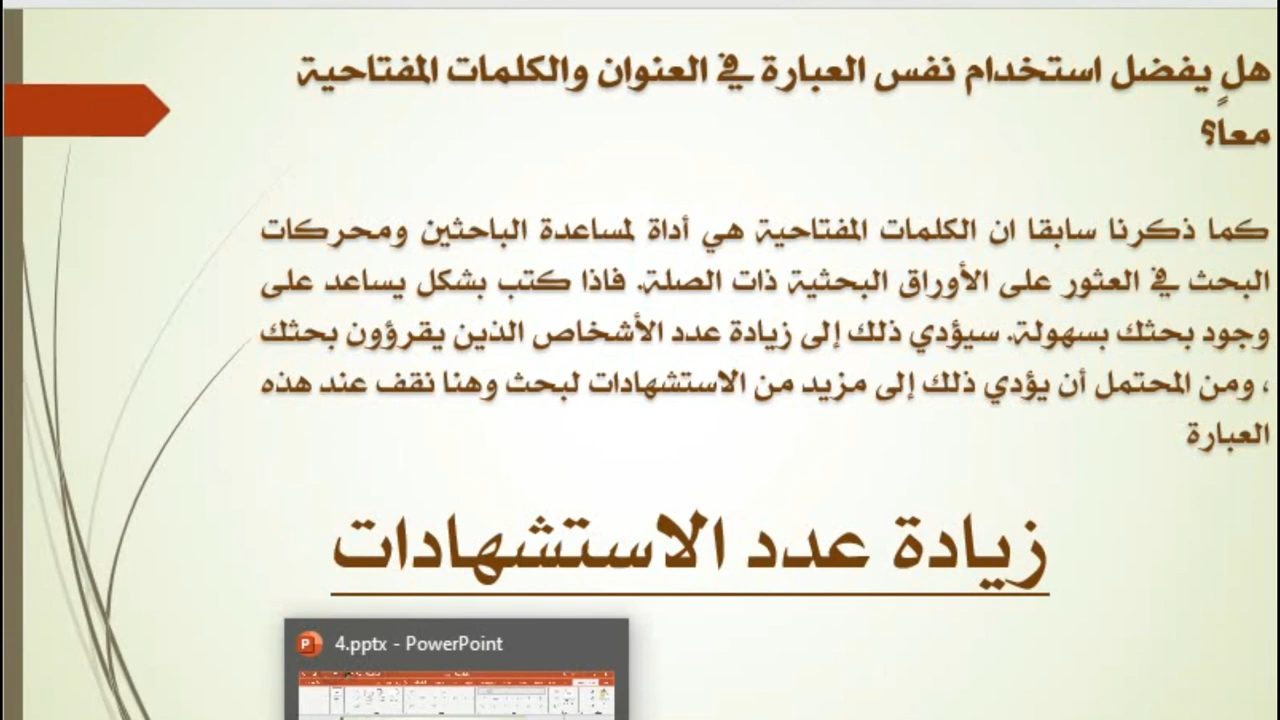 هل يفضل استخدام نفس العبارة في العنوان والكلمات المفتاحية
معاً؟
كما ذكرنا سابقا ان الكلمات المفتاحية هي أداة لمساعدة الباحثين ومحركات
البحث في العثور على الأوراق البحثية ذات الصلة. فاذا كتب بشكل يساعد على
وجود بحثك بسهولة. سيؤدي ذلك إلى زيادة عدد الأشخاص الذين يقرؤون بحثك
، ومن المحتمل أن يؤدي ذلك إلى مزيد من الاستشهادات لبحث وهنا نقف عند هذه
العبارة
زيادة عدد الاستشهادات
4.pptx - PowerPoint